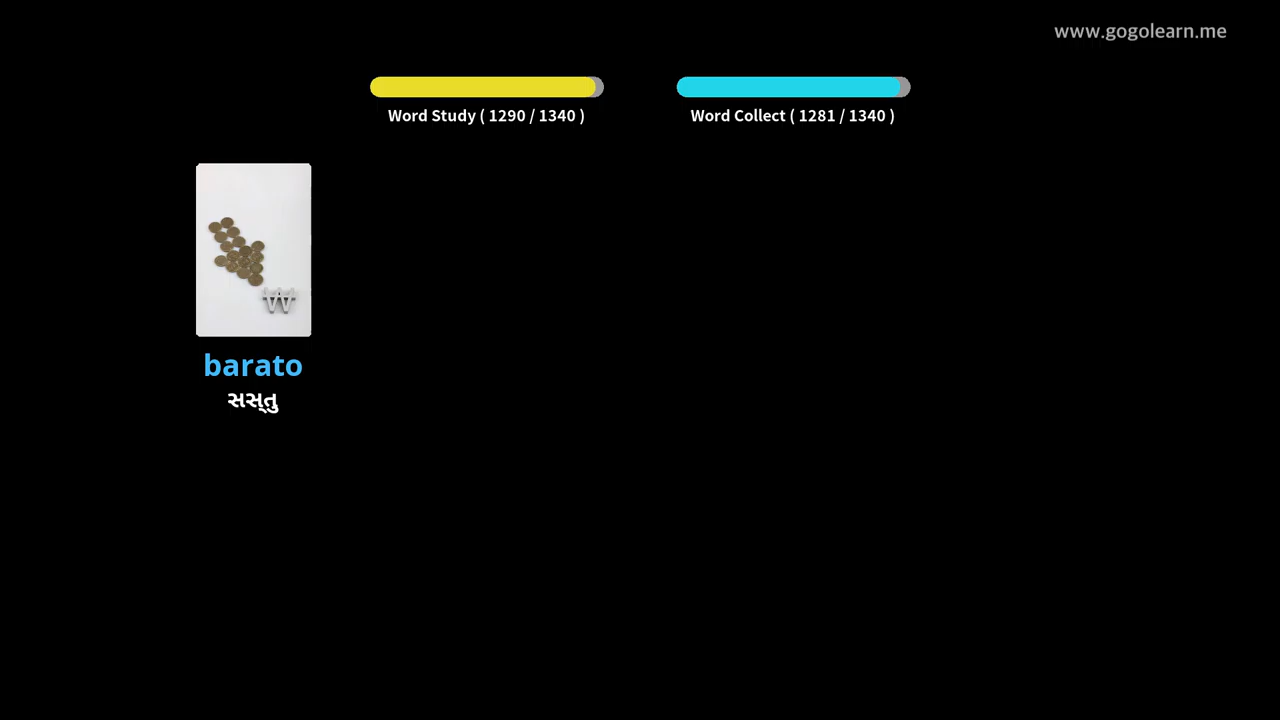 www.gogolearn.me
Word Study ( 1290 / 1340 )
Word Collect ( 1281 / 1340 )
₩
barato
સસ્તુ